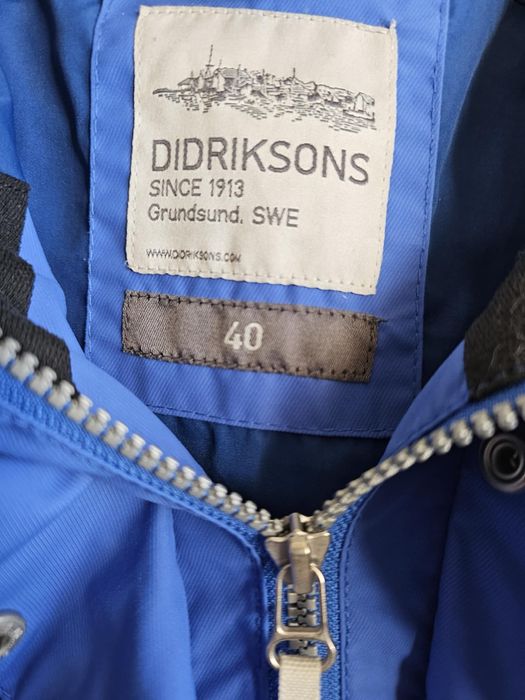 DIDRIKSONS
SINCE 1913
Grundsund, SWE
WWW.DIDRIKSONS.COM
40